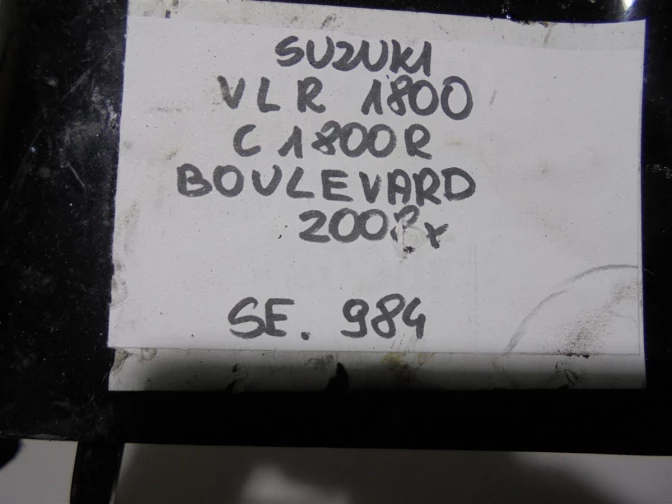 SUZUKI
VLR 1800
C1800R
BOULEVARD
SE. 984